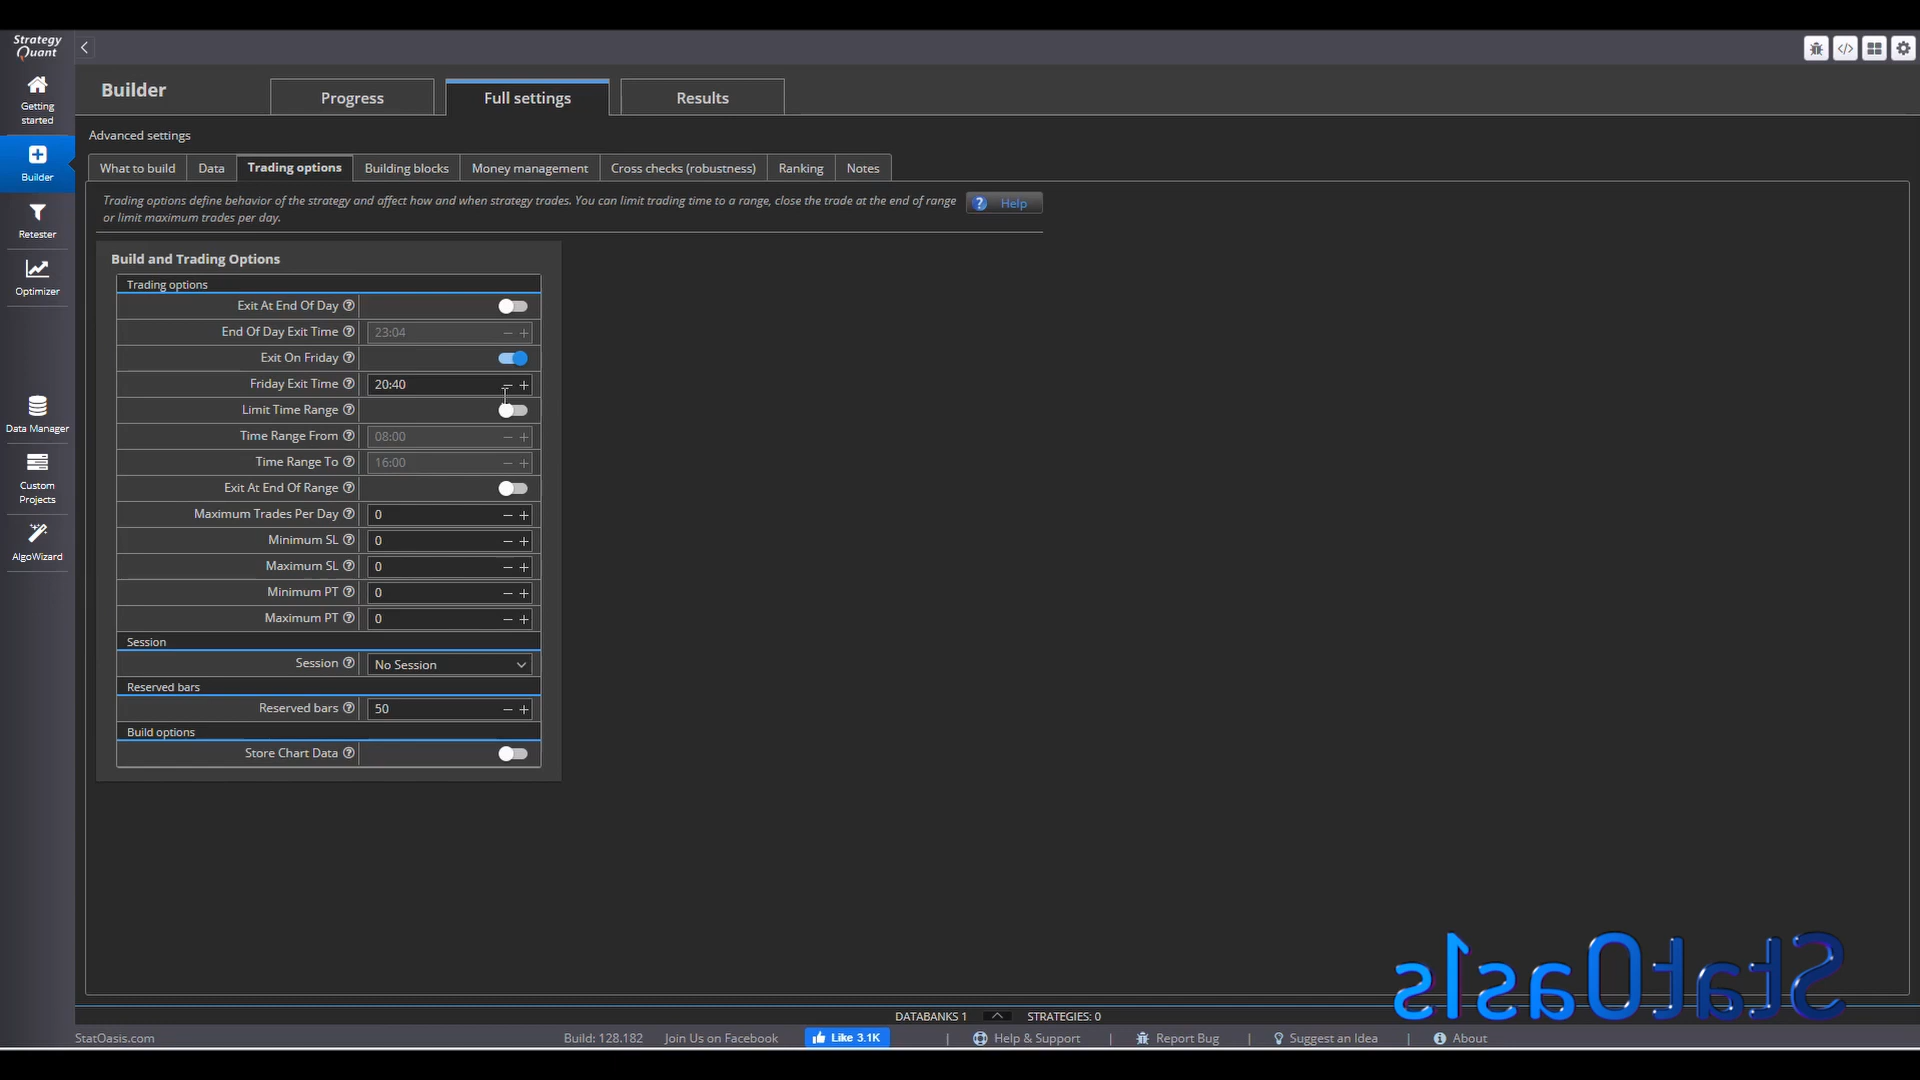 Strategy
Quant
Getting
started
Builder
Retester
Optimizer
Data Manager
Custom
Projects
AlgoWizard
Builder
Progress
Full settings
Results
Advanced settings
What to build
Data
Trading options
Building blocks
Money management
Cross checks (robustness)
Ranking
Notes
Trading options define behavior of the strategy and affect how and when strategy trades. You can limit trading time to a range, close the trade at the end of range
or limit maximum trades per day.
? Help
Build and Trading Options
Trading options
Exit At End Of Day ?
End Of Day Exit Time ? 23:04 − +
Exit On Friday ?
Friday Exit Time ? 20:40 − +
Limit Time Range ?
Time Range From ? 08:00 − +
Time Range To ? 16:00 − +
Exit At End Of Range ?
Maximum Trades Per Day ? 0 − +
Minimum SL ? 0 − +
Maximum SL ? 0 − +
Minimum PT ? 0 − +
Maximum PT ? 0 − +
Session
Session ? No Session
Reserved bars
Reserved bars ? 50 − +
Build options
Store Chart Data ?
StatOasis
DATABANKS 1
STRATEGIES: 0
StatOasis.com
Build: 128.182
Join Us on Facebook
Like 3.1K
Help & Support
Report Bug
Suggest an Idea
About